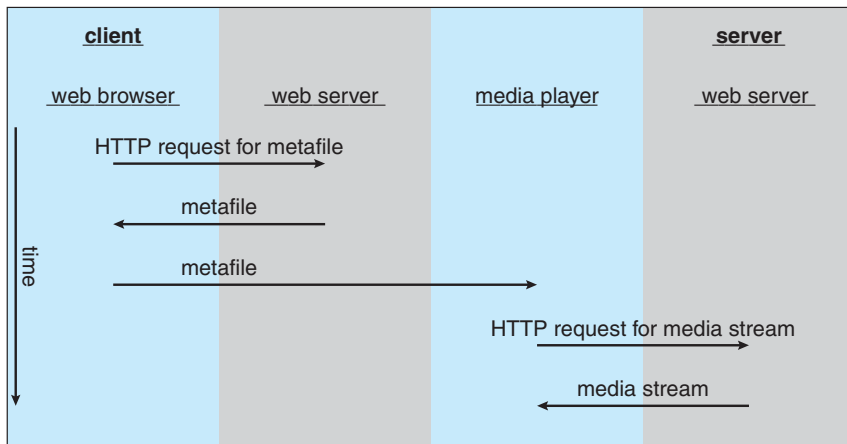 client
server
web browser
web server
media player
web server
HTTP request for metafile
metafile
time
metafile
HTTP request for media stream
media stream